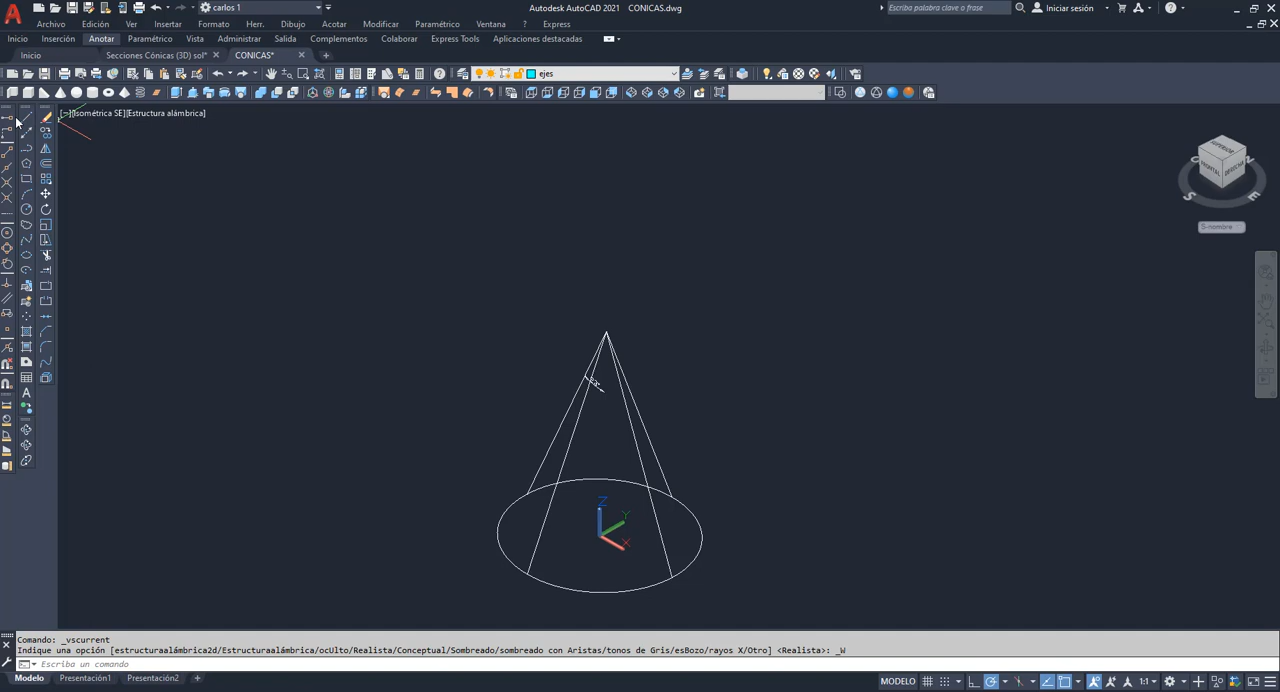 carlos 1
Autodesk AutoCAD 2021 CONICAS.dwg
Escriba palabra clave o frase
Iniciar sesión
?
Archivo Edición Ver Insertar Formato Herr. Dibujo Acotar Modificar Paramétrico Ventana ? Express
Inicio Inserción Anotar Paramétrico Vista Administrar Salida Complementos Colaborar Express Tools Aplicaciones destacadas
Inicio Secciones Cónicas (3D) sol* CONICAS*
ejes
[−][Isométrica SE][Estructura alámbrica]
SUPERIOR
FRONTAL
DERECHA
S
E
S-nombre
Z
Y
X
A
Comando: _vscurrent
Indique una opción [estructuraalámbrica2d/Estructuraalámbrica/ocUlto/Realista/Conceptual/Sombreado/sombreado con Aristas/tonos de Gris/esBozo/rayos X/Otro] <Realista>: _W
Escriba un comando
Modelo Presentación1 Presentación2 +
MODELO
1:1